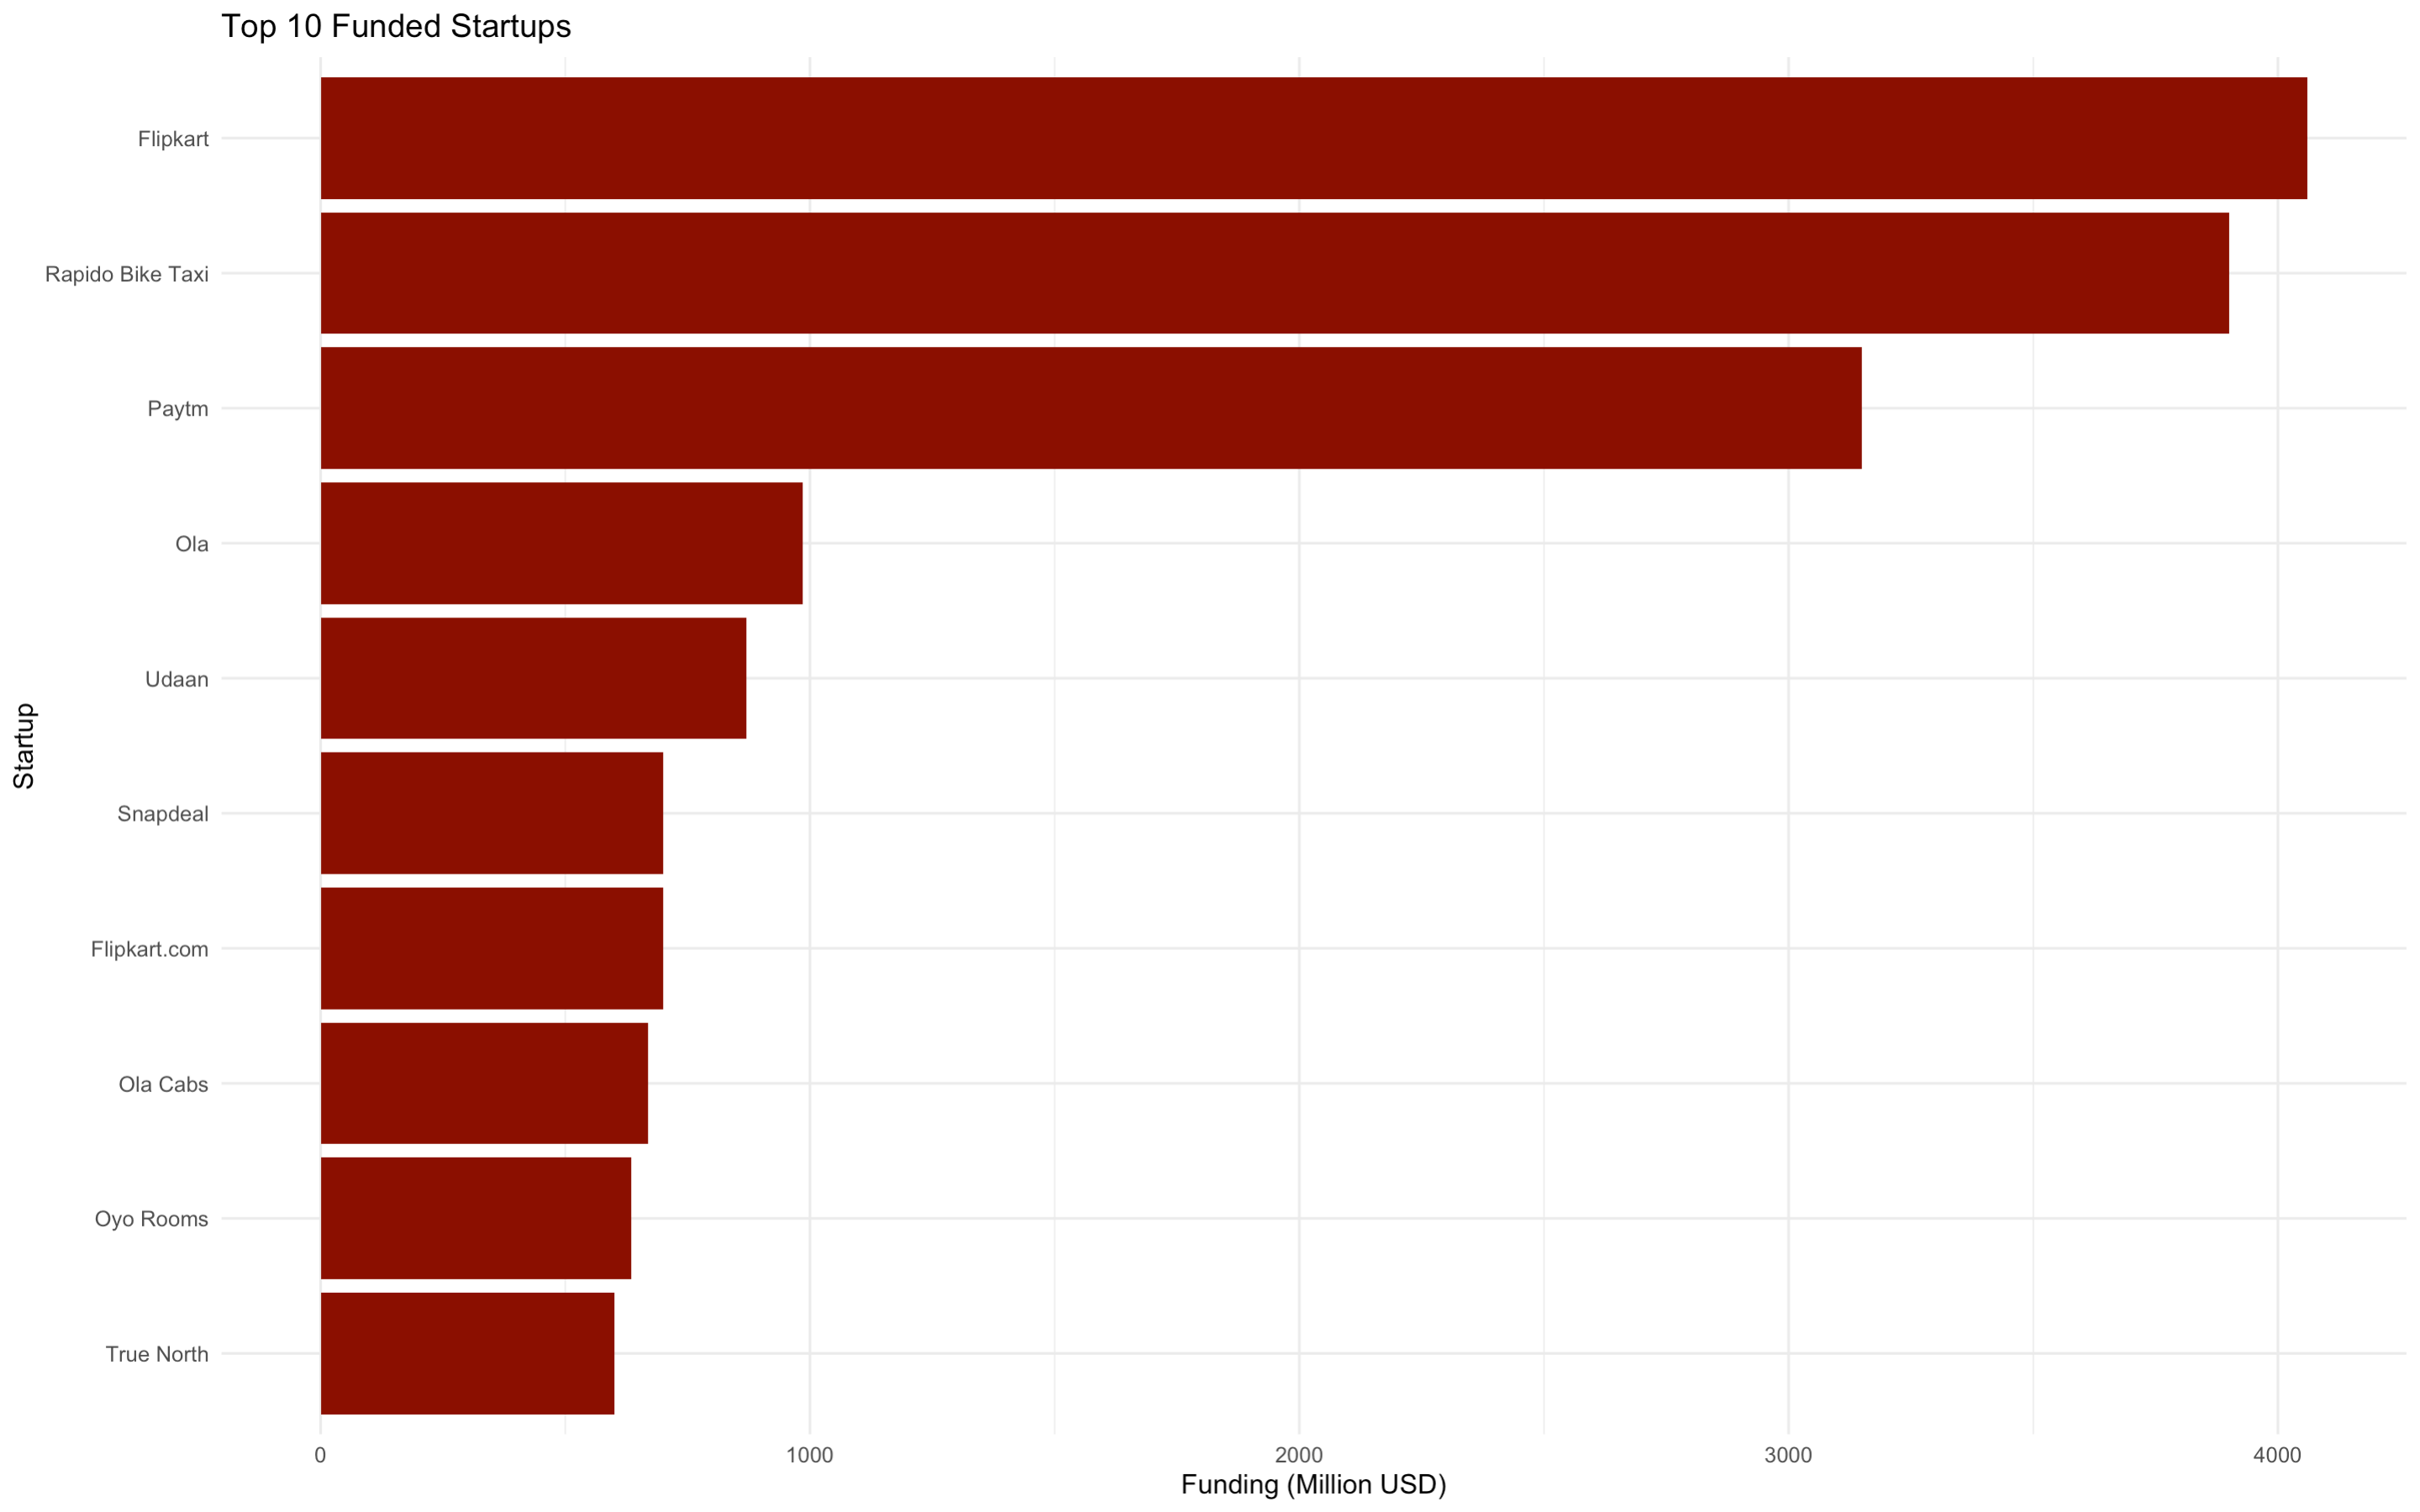 Top 10 Funded Startups
Startup
Flipkart
Rapido Bike Taxi
Paytm
Ola
Udaan
Snapdeal
Flipkart.com
Ola Cabs
Oyo Rooms
True North
0 1000 2000 3000 4000
Funding (Million USD)